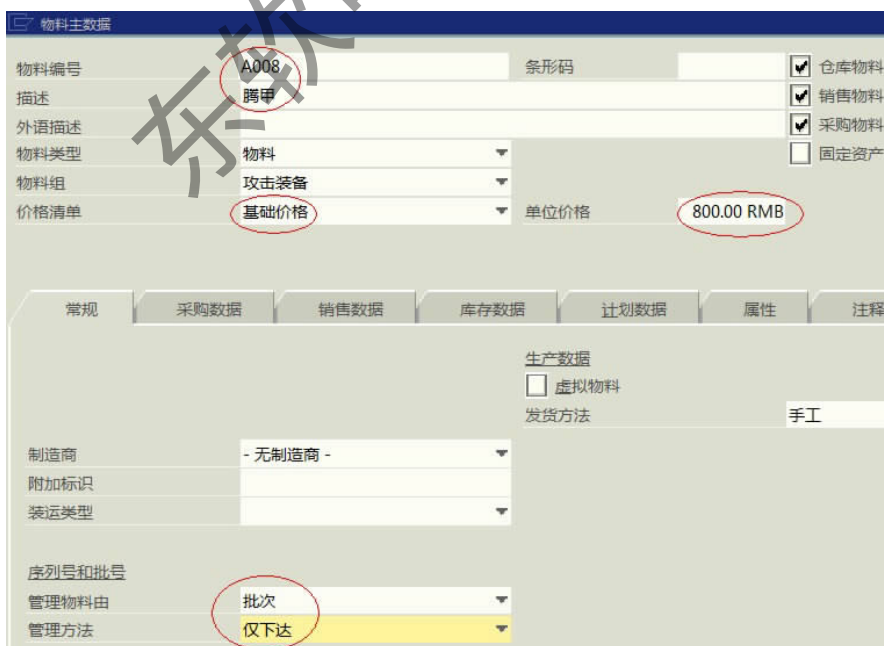 物料主数据
物料编号 A008 条形码 仓库物料
描述 腾甲 销售物料
外语描述 采购物料
物料类型 物料 固定资产
物料组 攻击装备
价格清单 基础价格 单位价格 800.00 RMB
常规 采购数据 销售数据 库存数据 计划数据 属性 注释
生产数据
虚拟物料
发货方法 手工
制造商 - 无制造商 -
附加标识
装运类型
序列号和批号
管理物料由 批次
管理方法 仅下达
东软